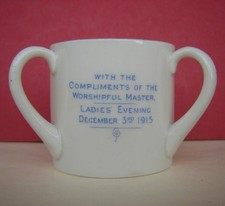 WITH THE
COMPLIMENTS OF THE
WORSHIPFUL MASTER
LADIES' EVENING
DECEMBER 3RD 1913